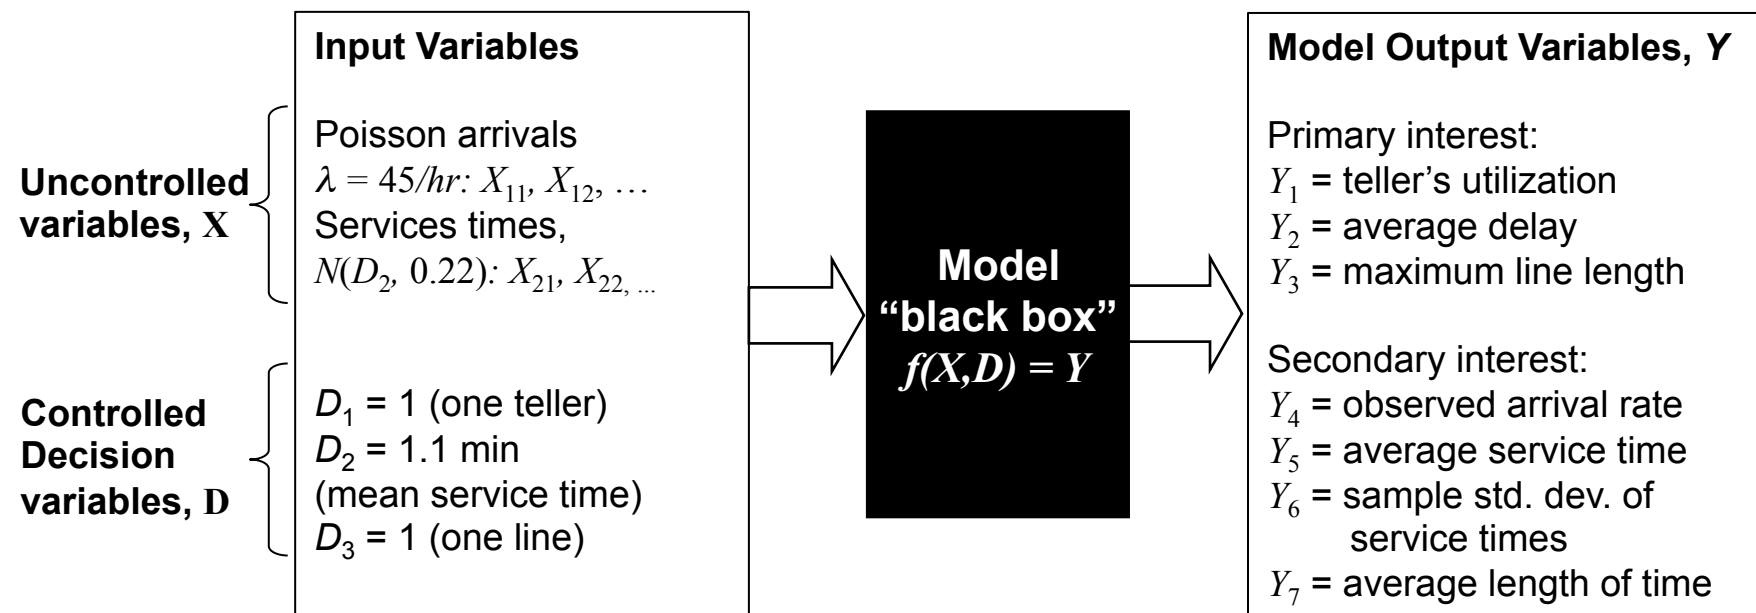 Uncontrolled
variables, X
Controlled
Decision
variables, D
Input Variables
Poisson arrivals
λ = 45/hr: X₁₁, X₁₂, …
Services times,
N(D₂, 0.22): X₂₁, X₂₂, ...
D₁ = 1 (one teller)
D₂ = 1.1 min
(mean service time)
D₃ = 1 (one line)
Model
“black box”
f(X,D) = Y
Model Output Variables, Y
Primary interest:
Y₁ = teller’s utilization
Y₂ = average delay
Y₃ = maximum line length
Secondary interest:
Y₄ = observed arrival rate
Y₅ = average service time
Y₆ = sample std. dev. of
service times
Y₇ = average length of time